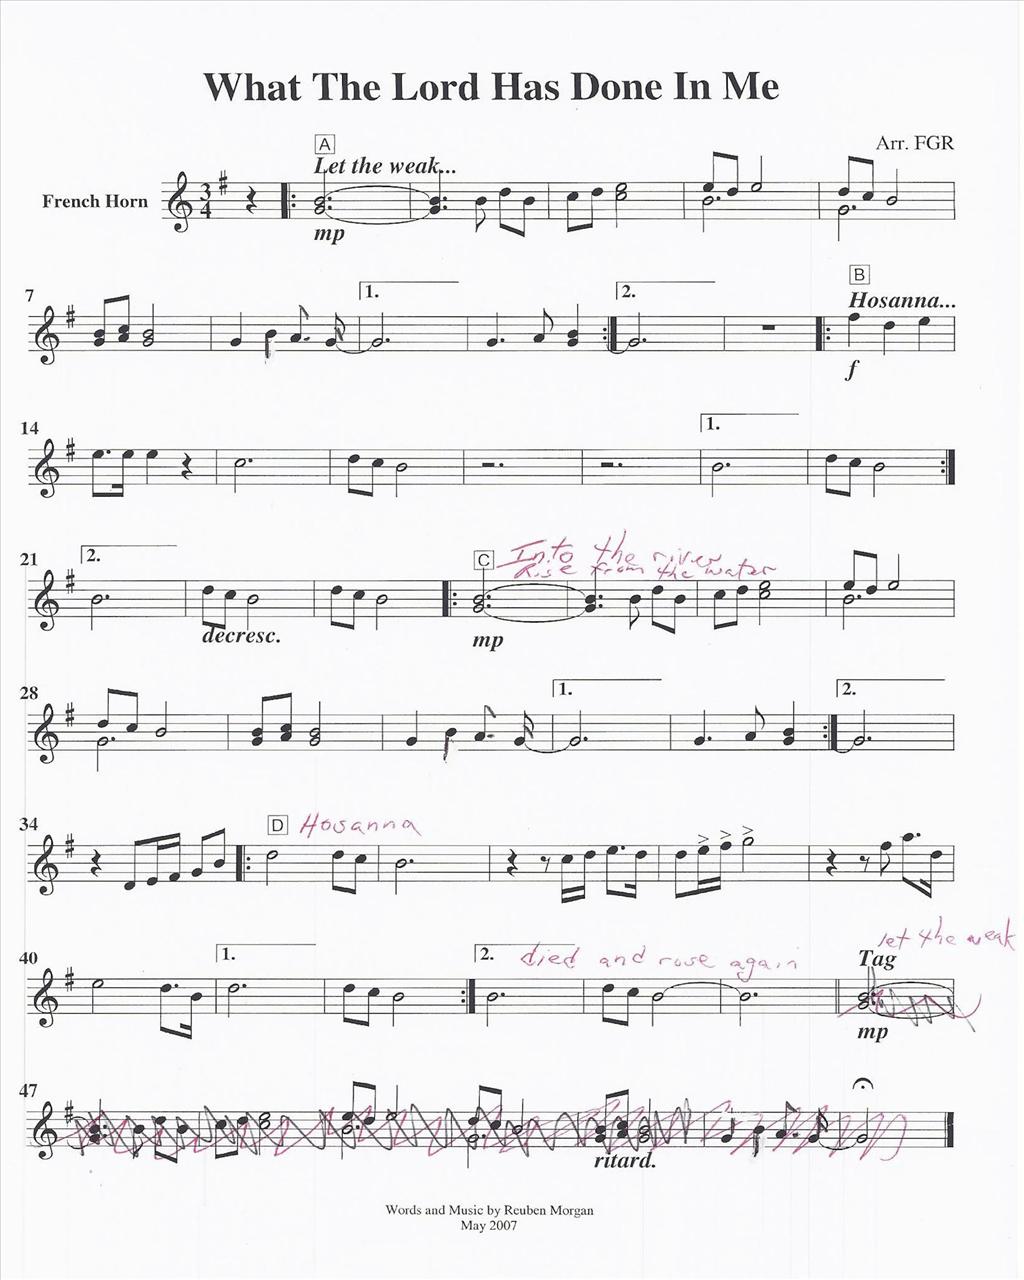 What The Lord Has Done In Me
Arr. FGR
A
Let the weak...
French Horn
3
4
mp
7
1.
2.
B
Hosanna...
f
14
1.
21
2.
decresc.
C
Into the river
Rise from the water
mp
28
1.
2.
34
D Hosanna
40
1.
2.
died and rose again
let the weak
Tag
mp
47
ritard.
Words and Music by Reuben Morgan
May 2007